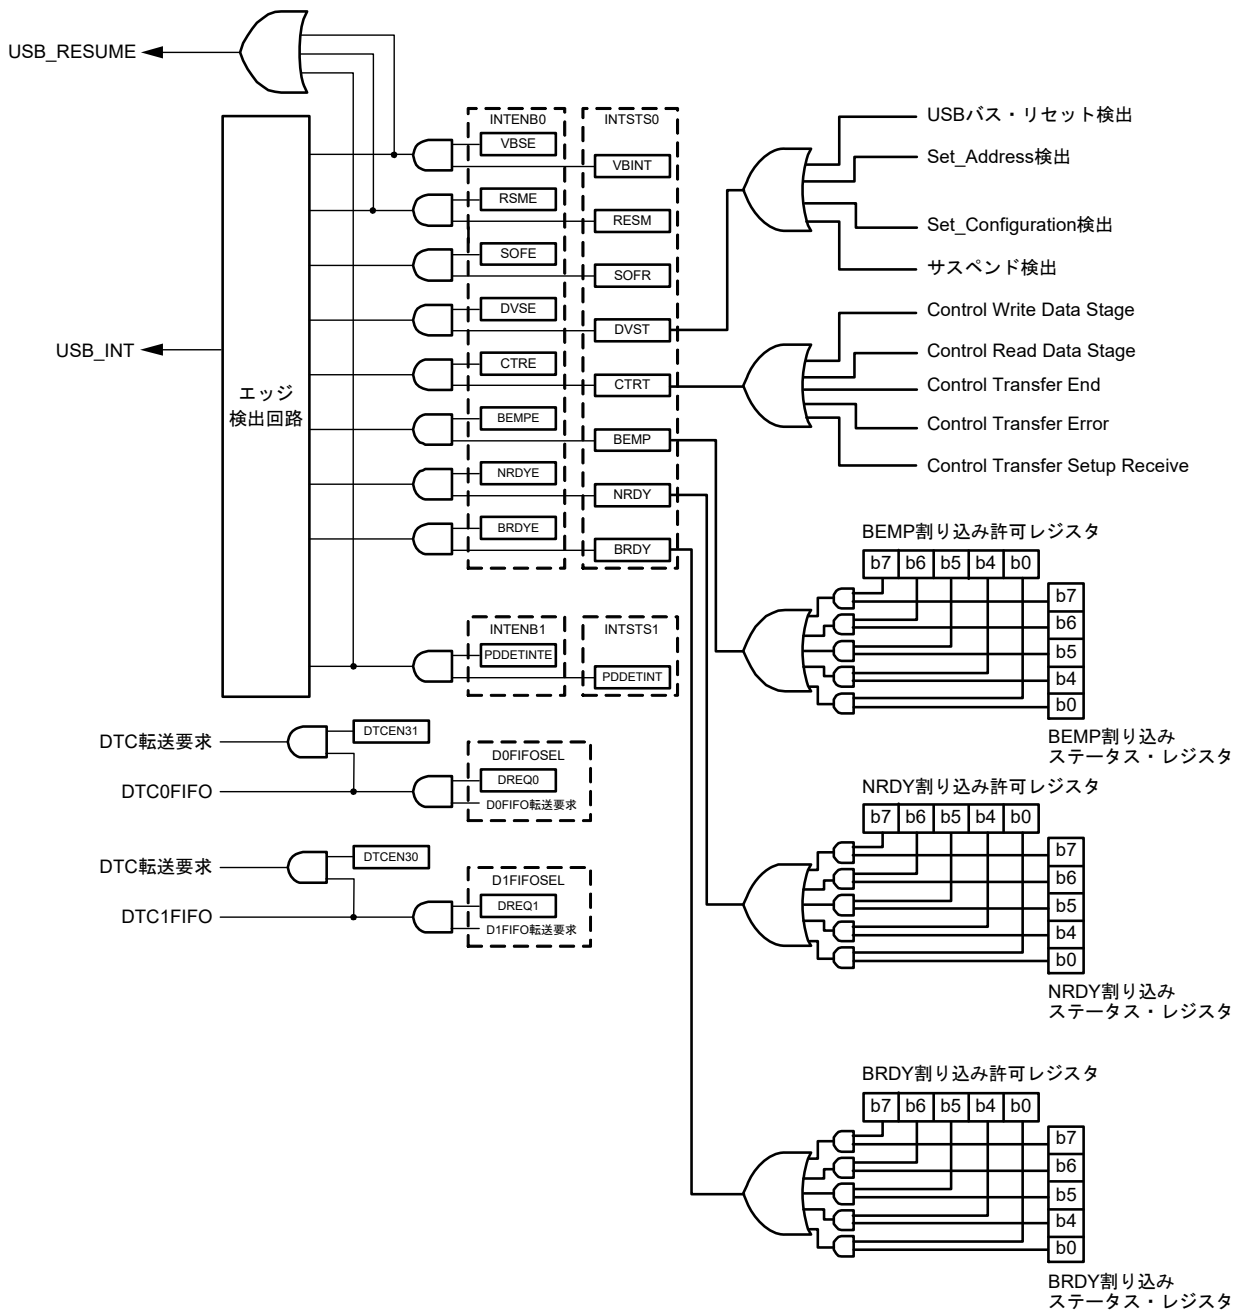 USB_RESUME
INTENB0
INTSTS0
VBSE
VBINT
RSME
RESM
SOFE
SOFR
DVSE
DVST
CTRE
CTRT
BEMPE
BEMP
NRDYE
NRDY
BRDYE
BRDY
USB_INT
エッジ
検出回路
USBバス・リセット検出
Set_Address検出
Set_Configuration検出
サスペンド検出
Control Write Data Stage
Control Read Data Stage
Control Transfer End
Control Transfer Error
Control Transfer Setup Receive
INTENB1
INTSTS1
PDDETINTE
PDDETINT
DTC転送要求
DTCEN31
DTC0FIFO
D0FIFOSEL
DREQ0
D0FIFO転送要求
DTC転送要求
DTCEN30
DTC1FIFO
D1FIFOSEL
DREQ1
D1FIFO転送要求
BEMP割り込み許可レジスタ
b7 b6 b5 b4 b0
b7
b6
b5
b4
b0
BEMP割り込み
ステータス・レジスタ
NRDY割り込み許可レジスタ
b7 b6 b5 b4 b0
b7
b6
b5
b4
b0
NRDY割り込み
ステータス・レジスタ
BRDY割り込み許可レジスタ
b7 b6 b5 b4 b0
b7
b6
b5
b4
b0
BRDY割り込み
ステータス・レジスタ